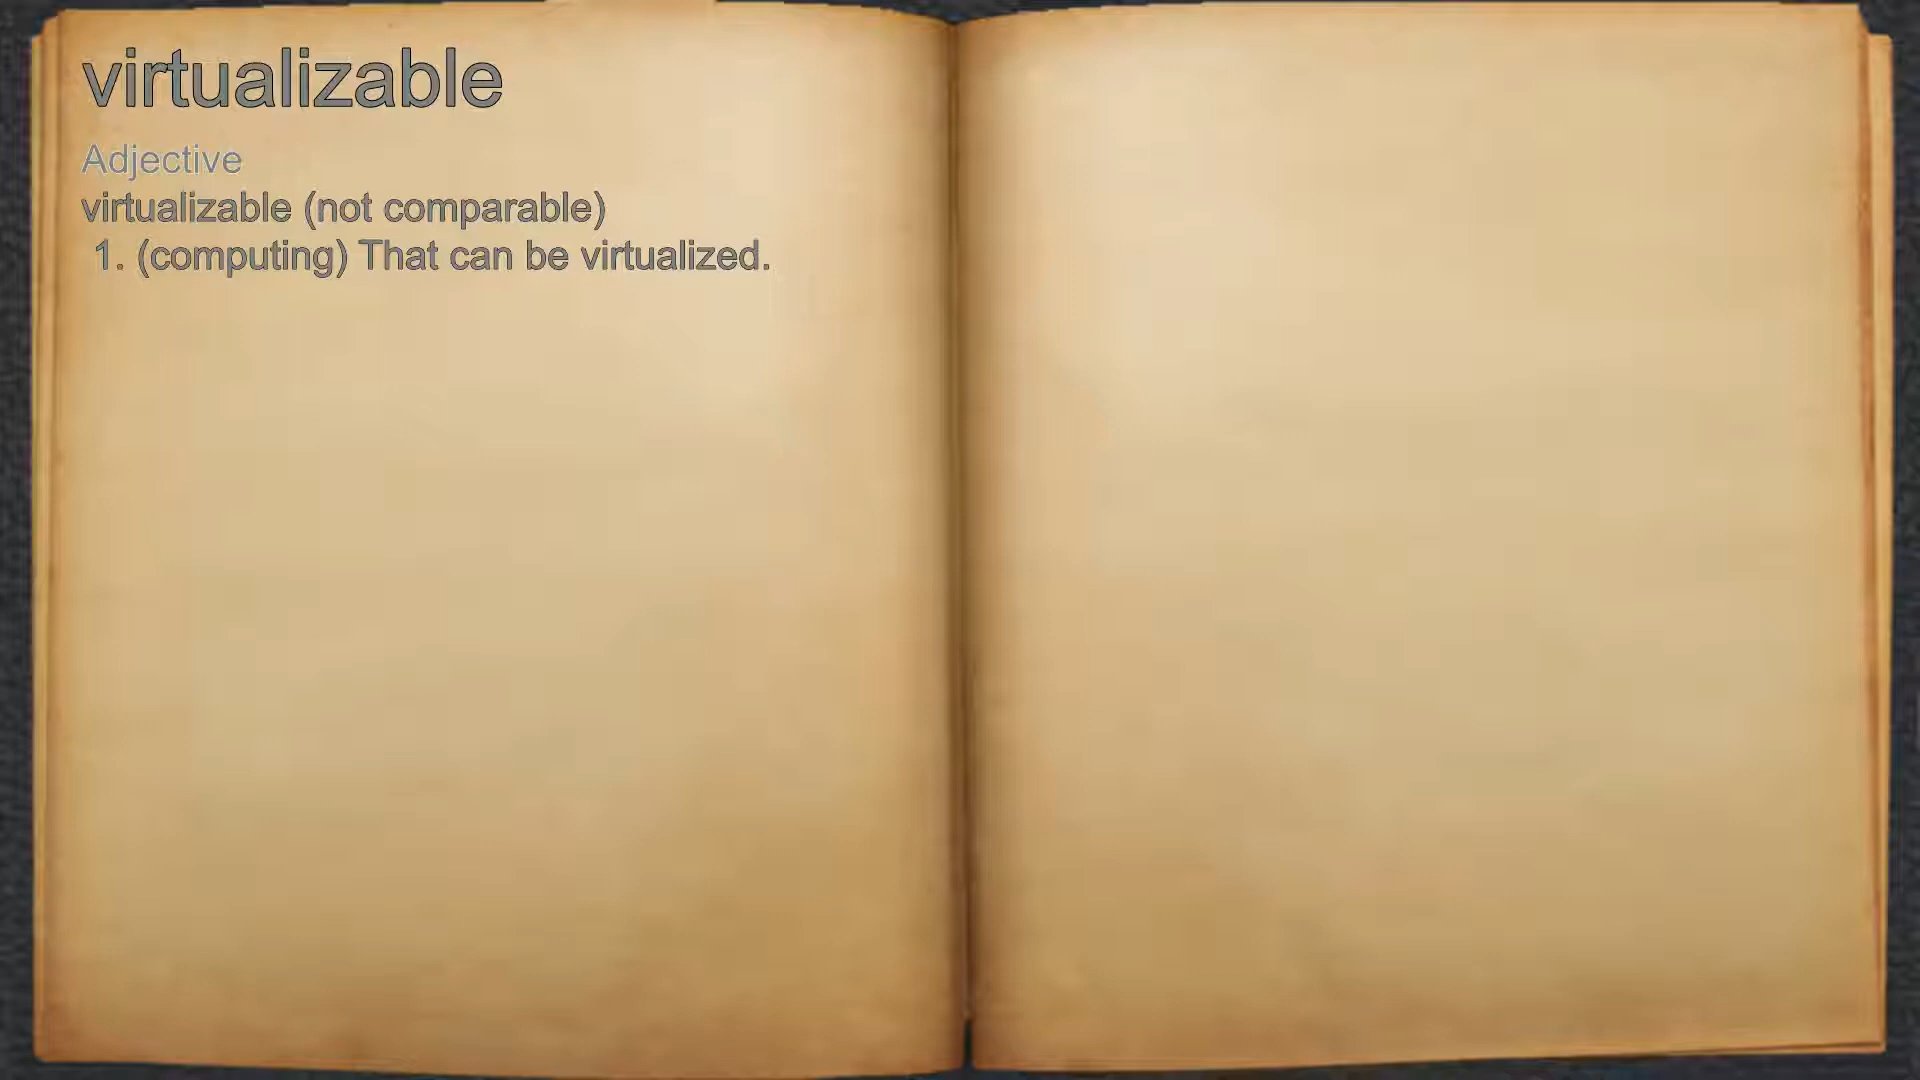 virtualizable
Adjective
virtualizable (not comparable)
1. (computing) That can be virtualized.